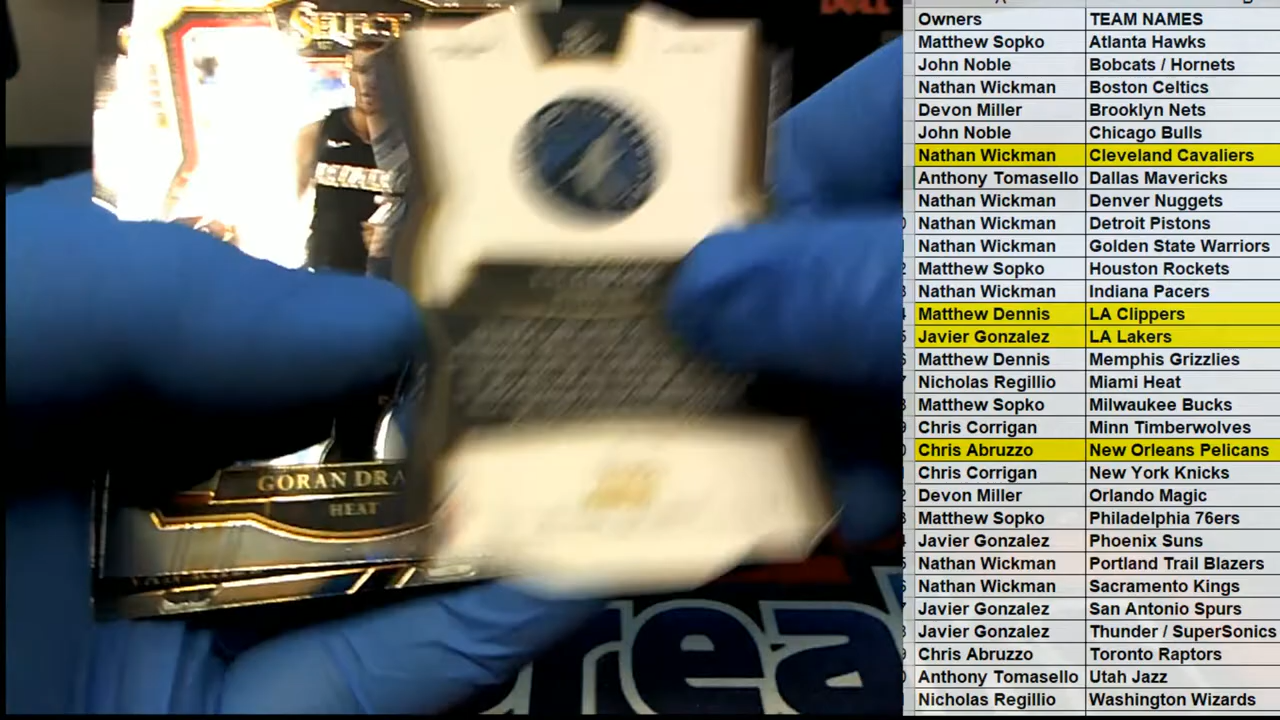 SELECT
GORAN DRA
HEAT
rea
Owners TEAM NAMES
Matthew Sopko Atlanta Hawks
John Noble Bobcats / Hornets
Nathan Wickman Boston Celtics
Devon Miller Brooklyn Nets
John Noble Chicago Bulls
Nathan Wickman Cleveland Cavaliers
Anthony Tomasello Dallas Mavericks
Nathan Wickman Denver Nuggets
Nathan Wickman Detroit Pistons
Nathan Wickman Golden State Warriors
Matthew Sopko Houston Rockets
Nathan Wickman Indiana Pacers
Matthew Dennis LA Clippers
Javier Gonzalez LA Lakers
Matthew Dennis Memphis Grizzlies
Nicholas Regillio Miami Heat
Matthew Sopko Milwaukee Bucks
Chris Corrigan Minn Timberwolves
Chris Abruzzo New Orleans Pelicans
Chris Corrigan New York Knicks
Devon Miller Orlando Magic
Matthew Sopko Philadelphia 76ers
Javier Gonzalez Phoenix Suns
Nathan Wickman Portland Trail Blazers
Nathan Wickman Sacramento Kings
Javier Gonzalez San Antonio Spurs
Javier Gonzalez Thunder / SuperSonics
Chris Abruzzo Toronto Raptors
Anthony Tomasello Utah Jazz
Nicholas Regillio Washington Wizards